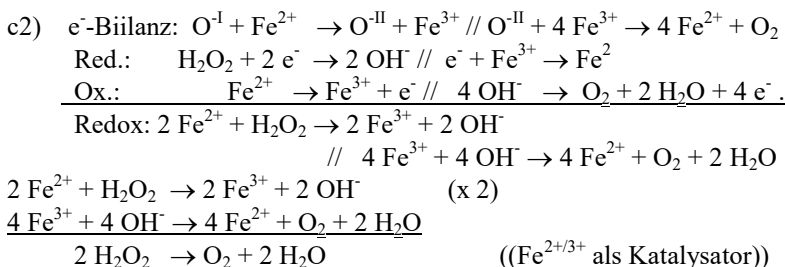 c2) e⁻-Biilanz: O⁻ᴵ + Fe²⁺ → O⁻ᴵᴵ + Fe³⁺ // O⁻ᴵᴵ + 4 Fe³⁺ → 4 Fe²⁺ + O₂
Red.: H₂O₂ + 2 e⁻ → 2 OH⁻ // e⁻ + Fe³⁺ → Fe²
Ox.: Fe²⁺ → Fe³⁺ + e⁻ // 4 OH⁻ → O₂ + 2 H₂O + 4 e⁻ .
Redox: 2 Fe²⁺ + H₂O₂ → 2 Fe³⁺ + 2 OH⁻
// 4 Fe³⁺ + 4 OH⁻ → 4 Fe²⁺ + O₂ + 2 H₂O
2 Fe²⁺ + H₂O₂ → 2 Fe³⁺ + 2 OH⁻ (x 2)
4 Fe³⁺ + 4 OH⁻ → 4 Fe²⁺ + O₂ + 2 H₂O
2 H₂O₂ → O₂ + 2 H₂O ((Fe²⁺/³⁺ als Katalysator))